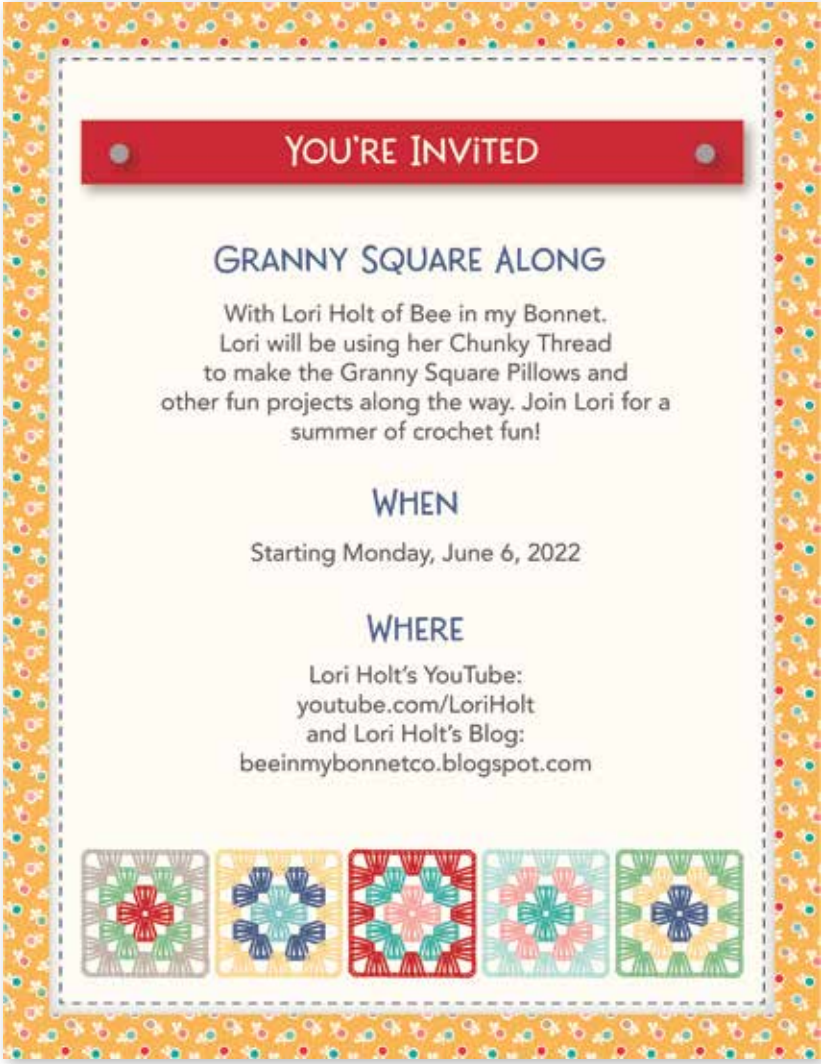 You're Invited
Granny Square Along
With Lori Holt of Bee in my Bonnet.
Lori will be using her Chunky Thread
to make the Granny Square Pillows and
other fun projects along the way. Join Lori for a
summer of crochet fun!
When
Starting Monday, June 6, 2022
Where
Lori Holt's YouTube:
youtube.com/LoriHolt
and Lori Holt's Blog:
beeinmybonnetco.blogspot.com